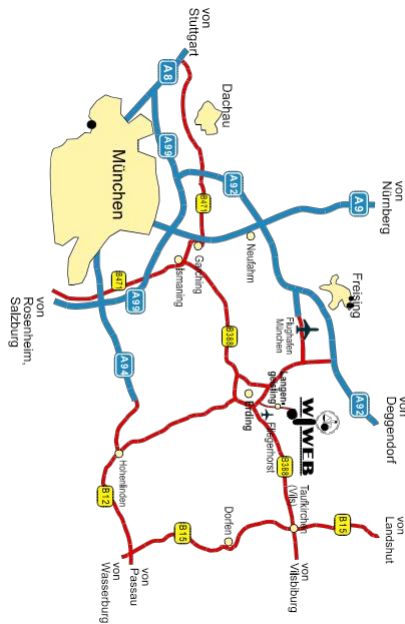 von
Stuttgart
A8
Dachau
A99
A92
B471
München
A9
von
Nürnberg
Neufahrn
Garching
Ismaning
B471
A99
von
Rosenheim,
Salzburg
Freising
Flughafen
München
B388
A94
A92
von
Deggendorf
WJWEB
Langen-
geisling
Erding
Fliegerhorst
B388
Taufkirchen
(Vils)
B15
von
Landshut
Hohenlinden
B12
Dorfen
B15
von
Vilsbiburg
von
Passau
von
Wasserburg